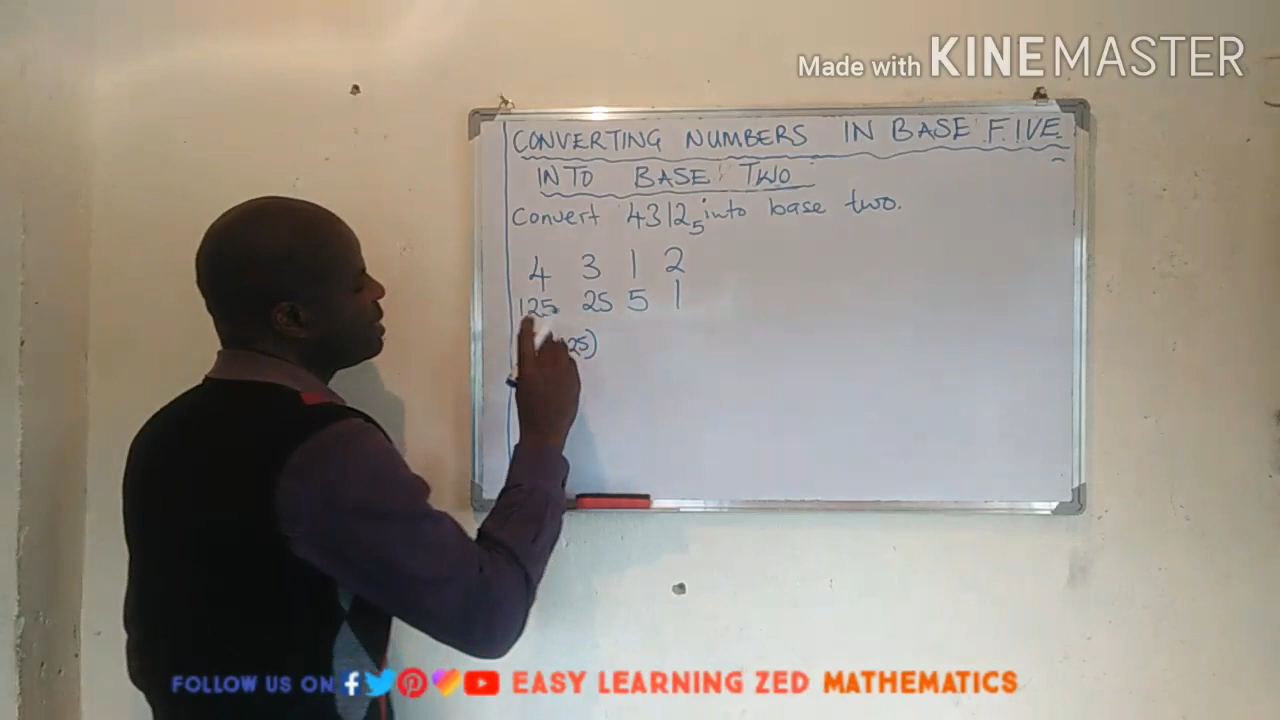 Made with KINEMASTER
CONVERTING NUMBERS IN BASE FIVE
INTO BASE TWO
Convert 4312₅ into base two.
4 3 1 2
125 25 5 1
25)
FOLLOW US ON EASY LEARNING ZED MATHEMATICS